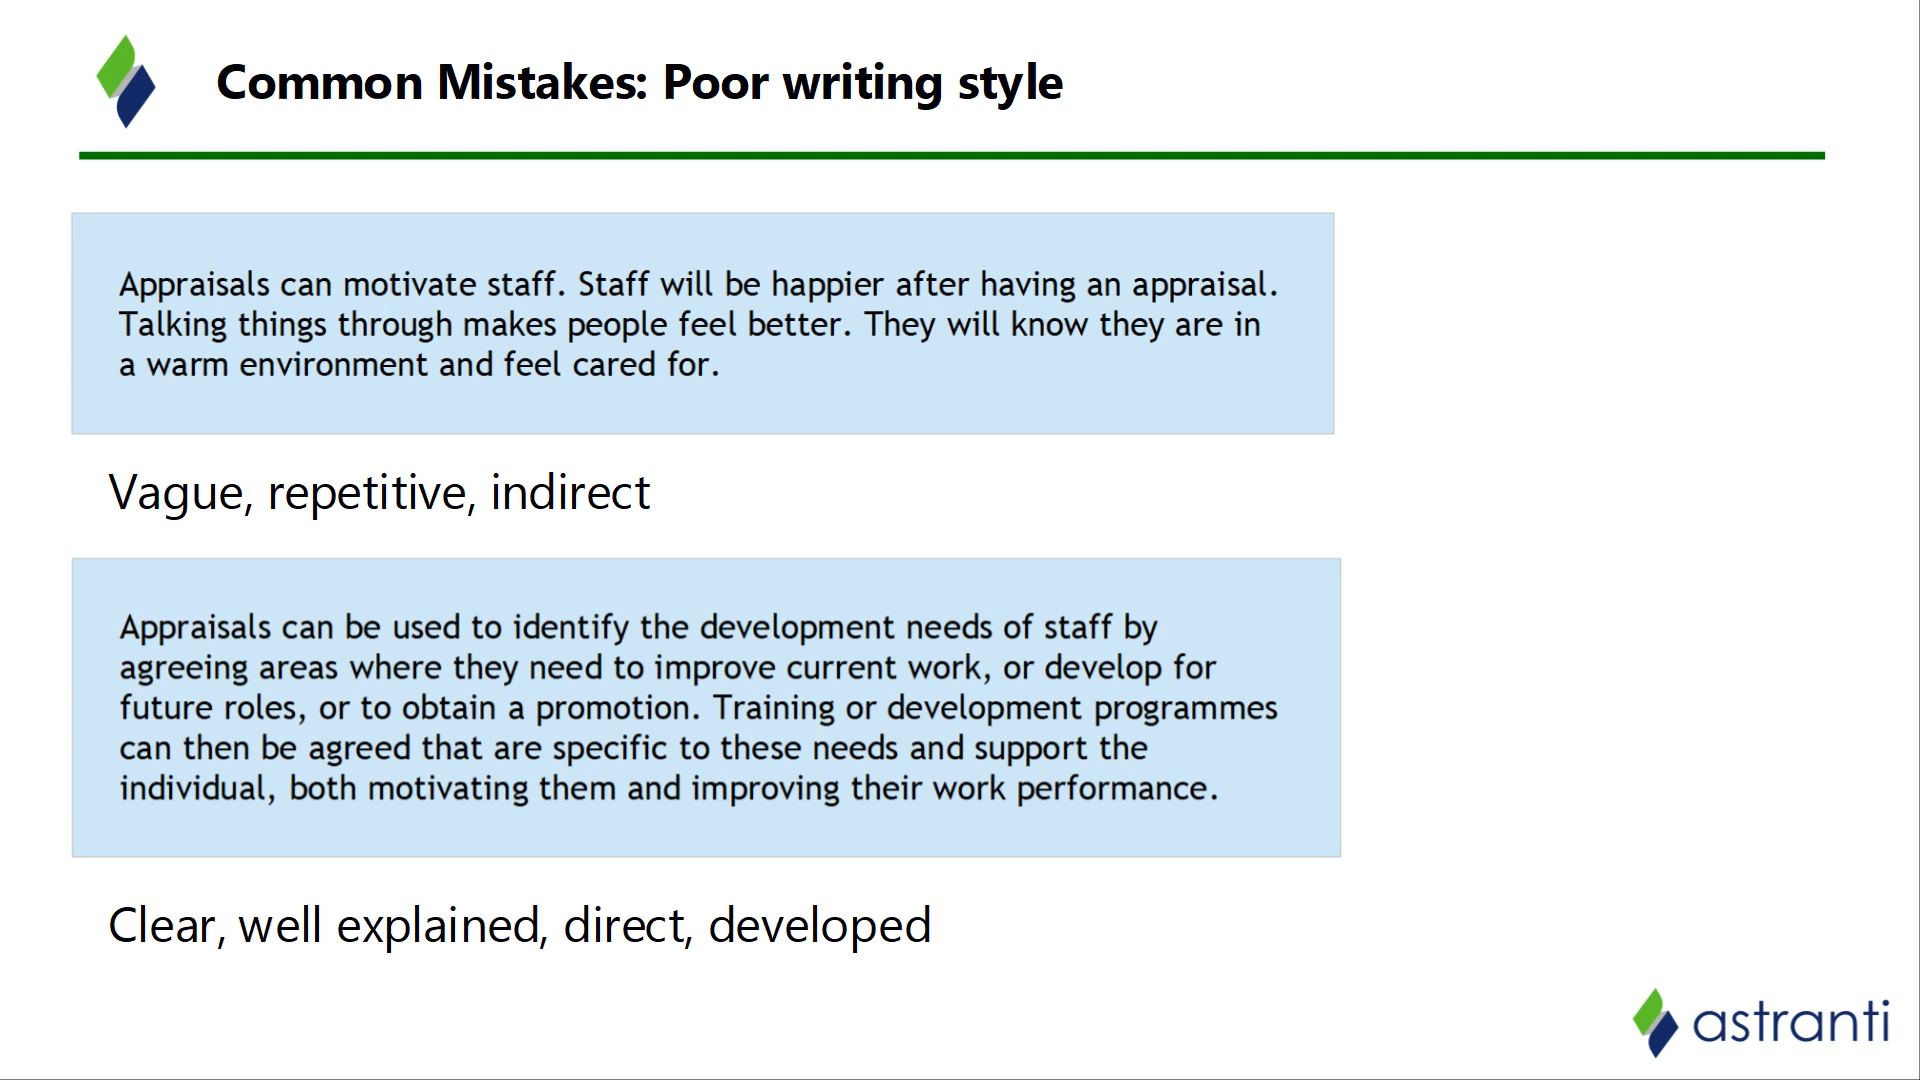 Common Mistakes: Poor writing style
Appraisals can motivate staff. Staff will be happier after having an appraisal.
Talking things through makes people feel better. They will know they are in
a warm environment and feel cared for.
Vague, repetitive, indirect
Appraisals can be used to identify the development needs of staff by
agreeing areas where they need to improve current work, or develop for
future roles, or to obtain a promotion. Training or development programmes
can then be agreed that are specific to these needs and support the
individual, both motivating them and improving their work performance.
Clear, well explained, direct, developed
astranti